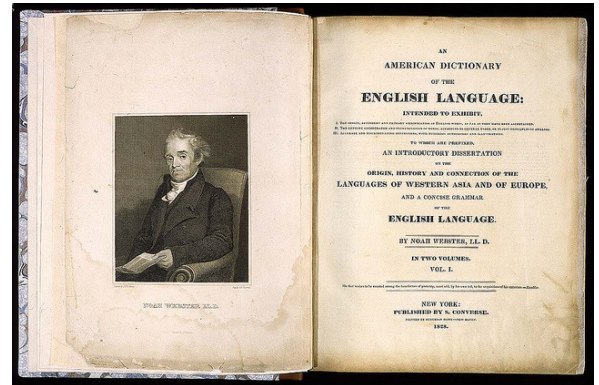 NOAH WEBSTER LL.D.
AN
AMERICAN DICTIONARY
OF THE
ENGLISH LANGUAGE:
INTENDED TO EXHIBIT,
TO WHICH ARE PREFIXED,
AN INTRODUCTORY DISSERTATION
ON THE
ORIGIN, HISTORY AND CONNECTION OF THE
LANGUAGES OF WESTERN ASIA AND OF EUROPE,
AND A CONCISE GRAMMAR
OF THE
ENGLISH LANGUAGE.
BY NOAH WEBSTER, LL. D.
IN TWO VOLUMES.
VOL. I.
NEW YORK:
PUBLISHED BY S. CONVERSE.
1828.